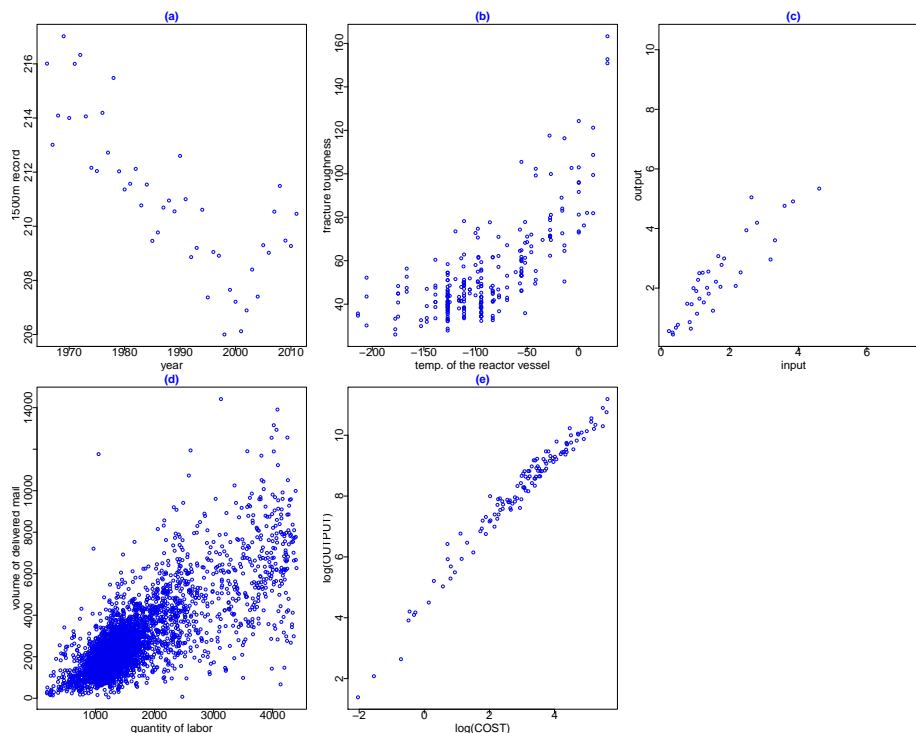 (a)
1500m record
206 208 210 212 214 216
1970 1980 1990 2000 2010
year
(b)
fracture toughness
40 60 80 100 120 140 160
−200 −150 −100 −50 0
temp. of the reactor vessel
(c)
output
2 4 6 8 10
0 2 4 6
input
(d)
volume of delivered mail
0 2000 4000 6000 8000 10000 14000
1000 2000 3000 4000
quantity of labor
(e)
log(OUTPUT)
2 4 6 8 10
−2 0 2 4
log(COST)